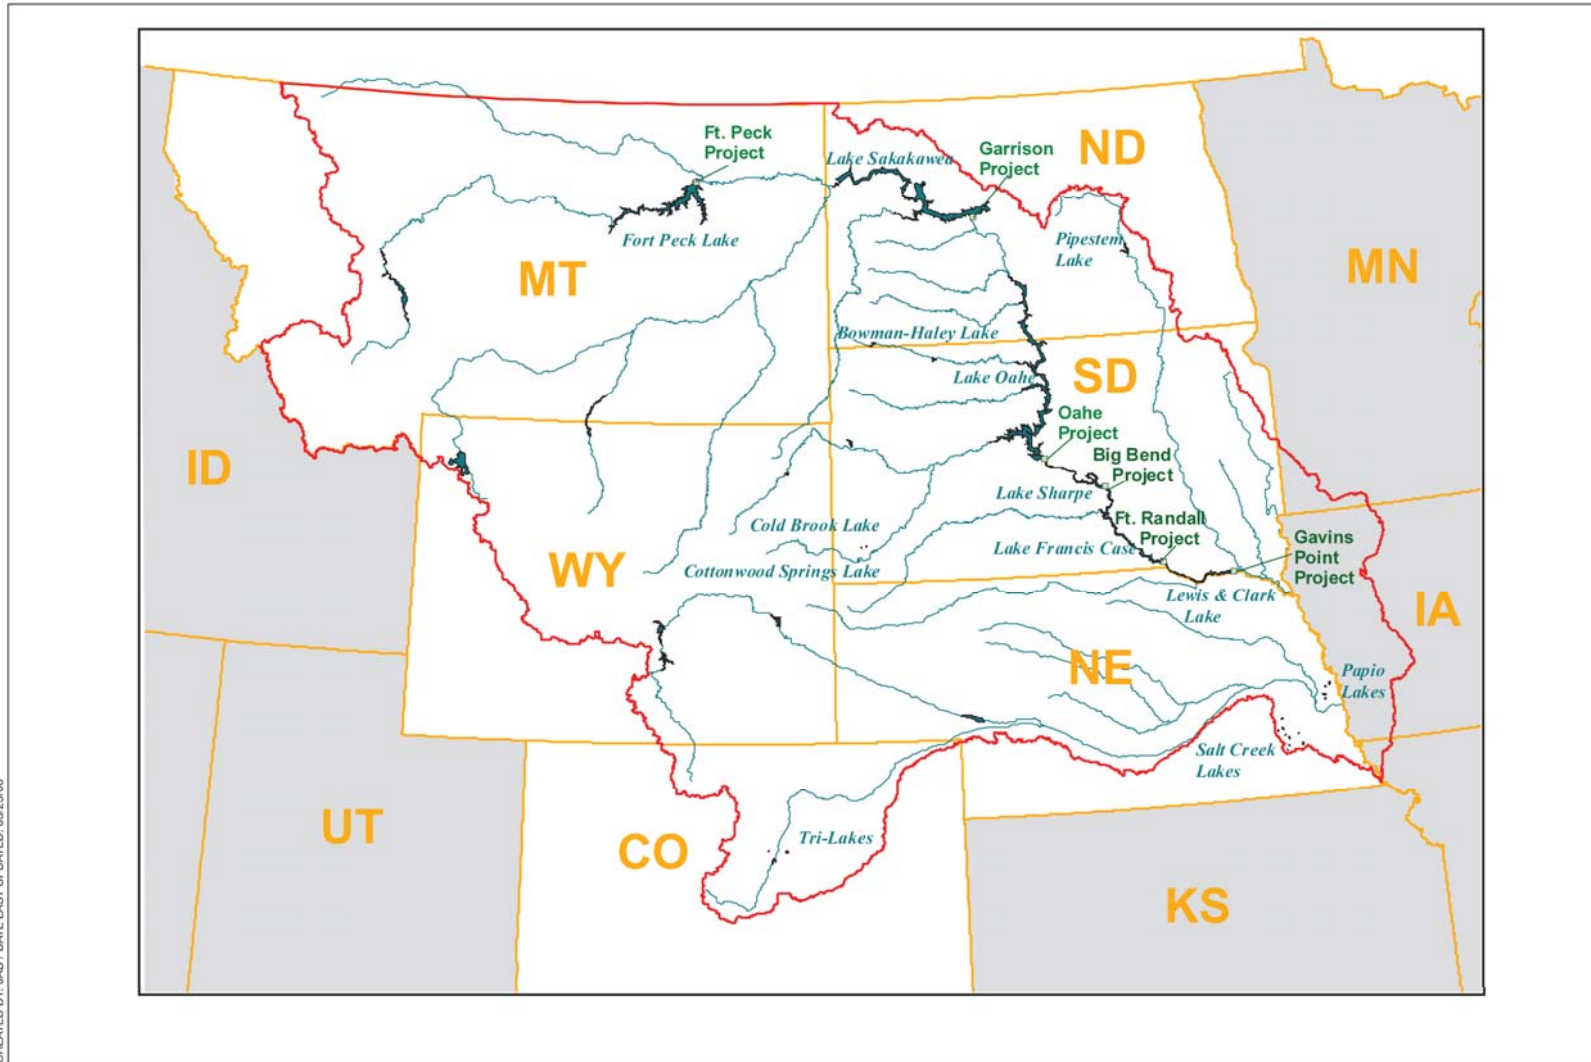 Ft. Peck
Project
Lake Sakakawea
Garrison
Project
ND
Fort Peck Lake
Pipestem
Lake
MT
MN
Bowman-Haley Lake
Lake Oahe
SD
Oahe
Project
Big Bend
Project
ID
Lake Sharpe
Ft. Randall
Project
Cold Brook Lake
Lake Francis Case
Gavins
Point
Project
WY
Cottonwood Springs Lake
Lewis & Clark
Lake
IA
NE
Papio
Lakes
Salt Creek
Lakes
UT
CO
Tri-Lakes
KS